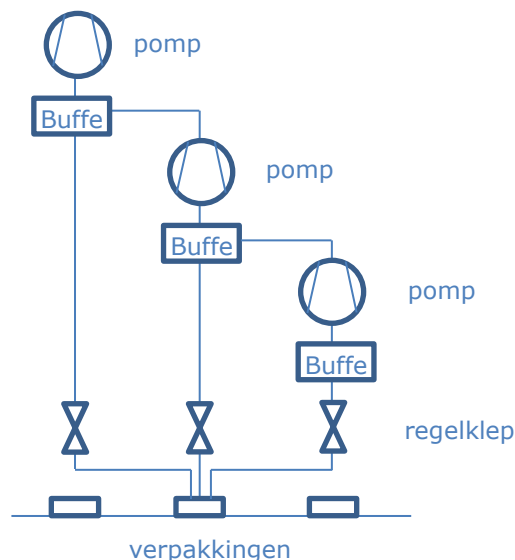 pomp
Buffe
pomp
Buffe
pomp
Buffe
regelklep
verpakkingen